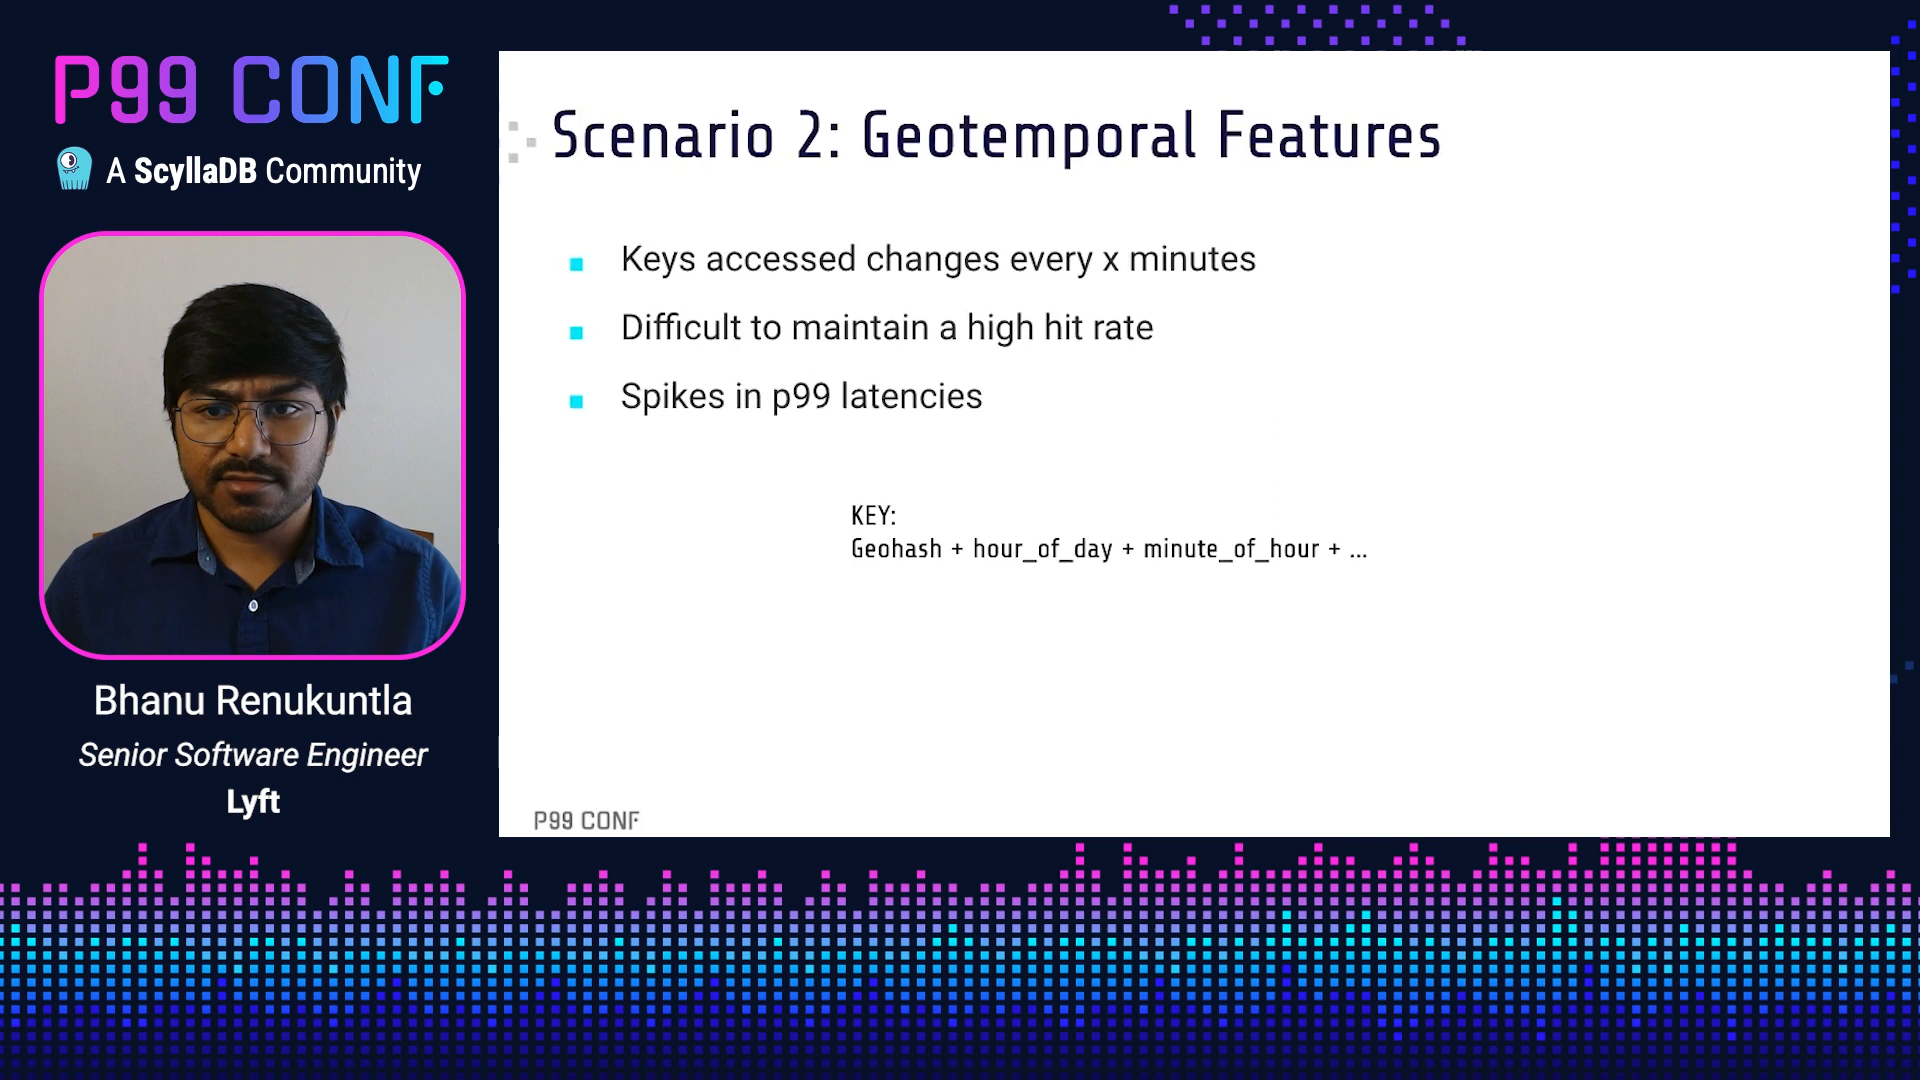 P99 CONF
A ScyllaDB Community
Bhanu Renukuntla
Senior Software Engineer
Lyft
Scenario 2: Geotemporal Features
Keys accessed changes every x minutes
Difficult to maintain a high hit rate
Spikes in p99 latencies
KEY:
Geohash + hour_of_day + minute_of_hour + ...
P99 CONF